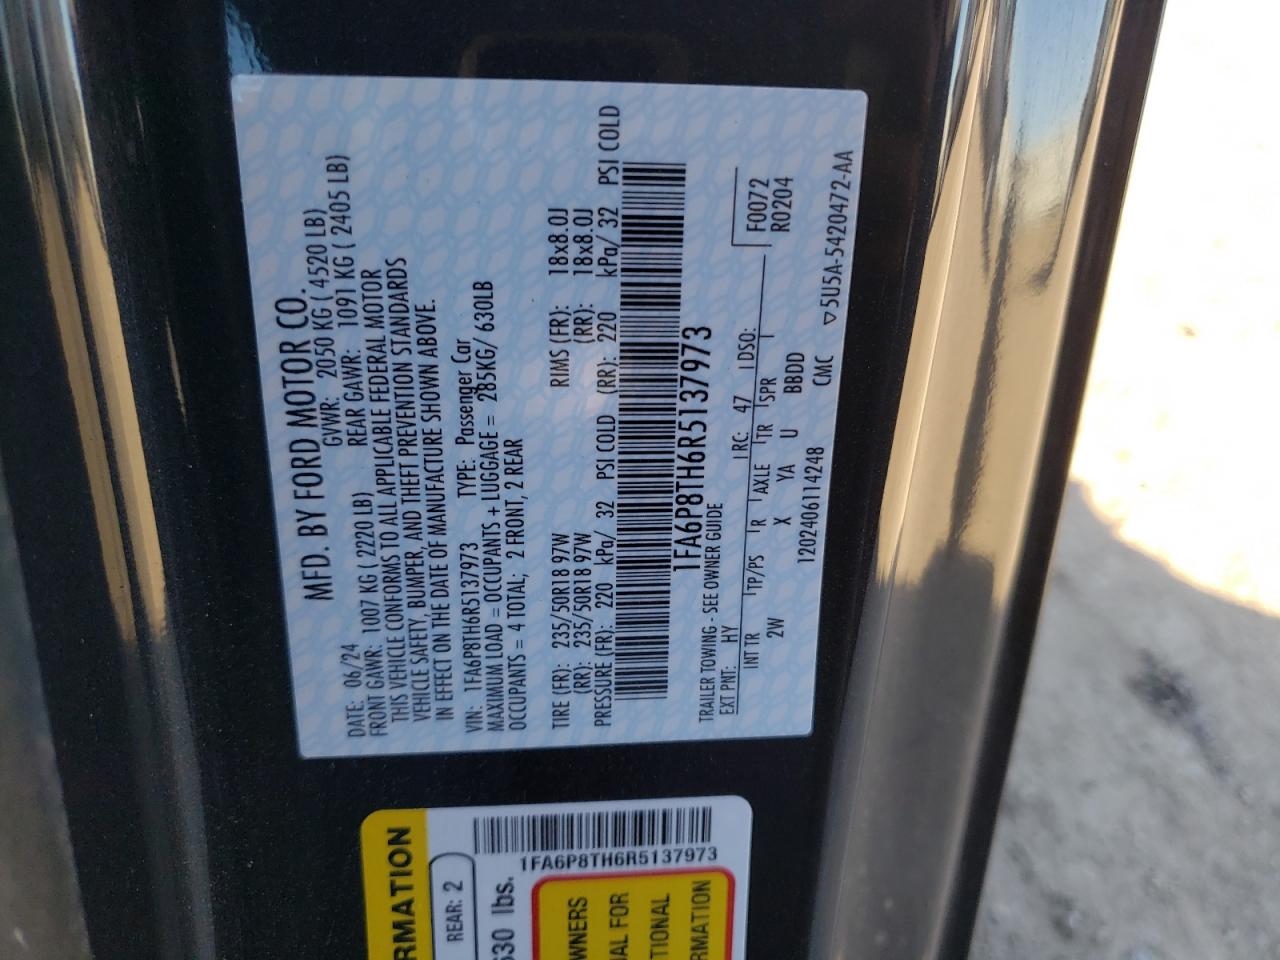 MFD. BY FORD MOTOR CO.
DATE: 06/24 GVWR: 2050 KG ( 4520 LB)
FRONT GAWR: 1007 KG ( 2220 LB) REAR GAWR: 1091 KG ( 2405 LB)
THIS VEHICLE CONFORMS TO ALL APPLICABLE FEDERAL MOTOR
VEHICLE SAFETY, BUMPER, AND THEFT PREVENTION STANDARDS
IN EFFECT ON THE DATE OF MANUFACTURE SHOWN ABOVE.
VIN: 1FA6P8TH6R5137973 TYPE: Passenger Car
MAXIMUM LOAD = OCCUPANTS + LUGGAGE = 285KG/ 630LB
OCCUPANTS = 4 TOTAL; 2 FRONT, 2 REAR
TIRE (FR): 235/50R18 97W RIMS (FR): 18x8.0J
(RR): 235/50R18 97W (RR): 18x8.0J
PRESSURE (FR): 220 kPa/ 32 PSI COLD (RR): 220 kPa/ 32 PSI COLD
1FA6P8TH6R5137973
TRAILER TOWING - SEE OWNER GUIDE
F0072
EXT PNT: HY RC: 47 DSO: R0204
INT TR TP/PS R AXLE TR SPR
2W X YA U BBDD
1202406114248 CMC ▽5U5A-5420472-AA
RMATION
REAR: 2
1FA6P8TH6R5137973
630 lbs.
WNERS
AL FOR
TIONAL
RMATION